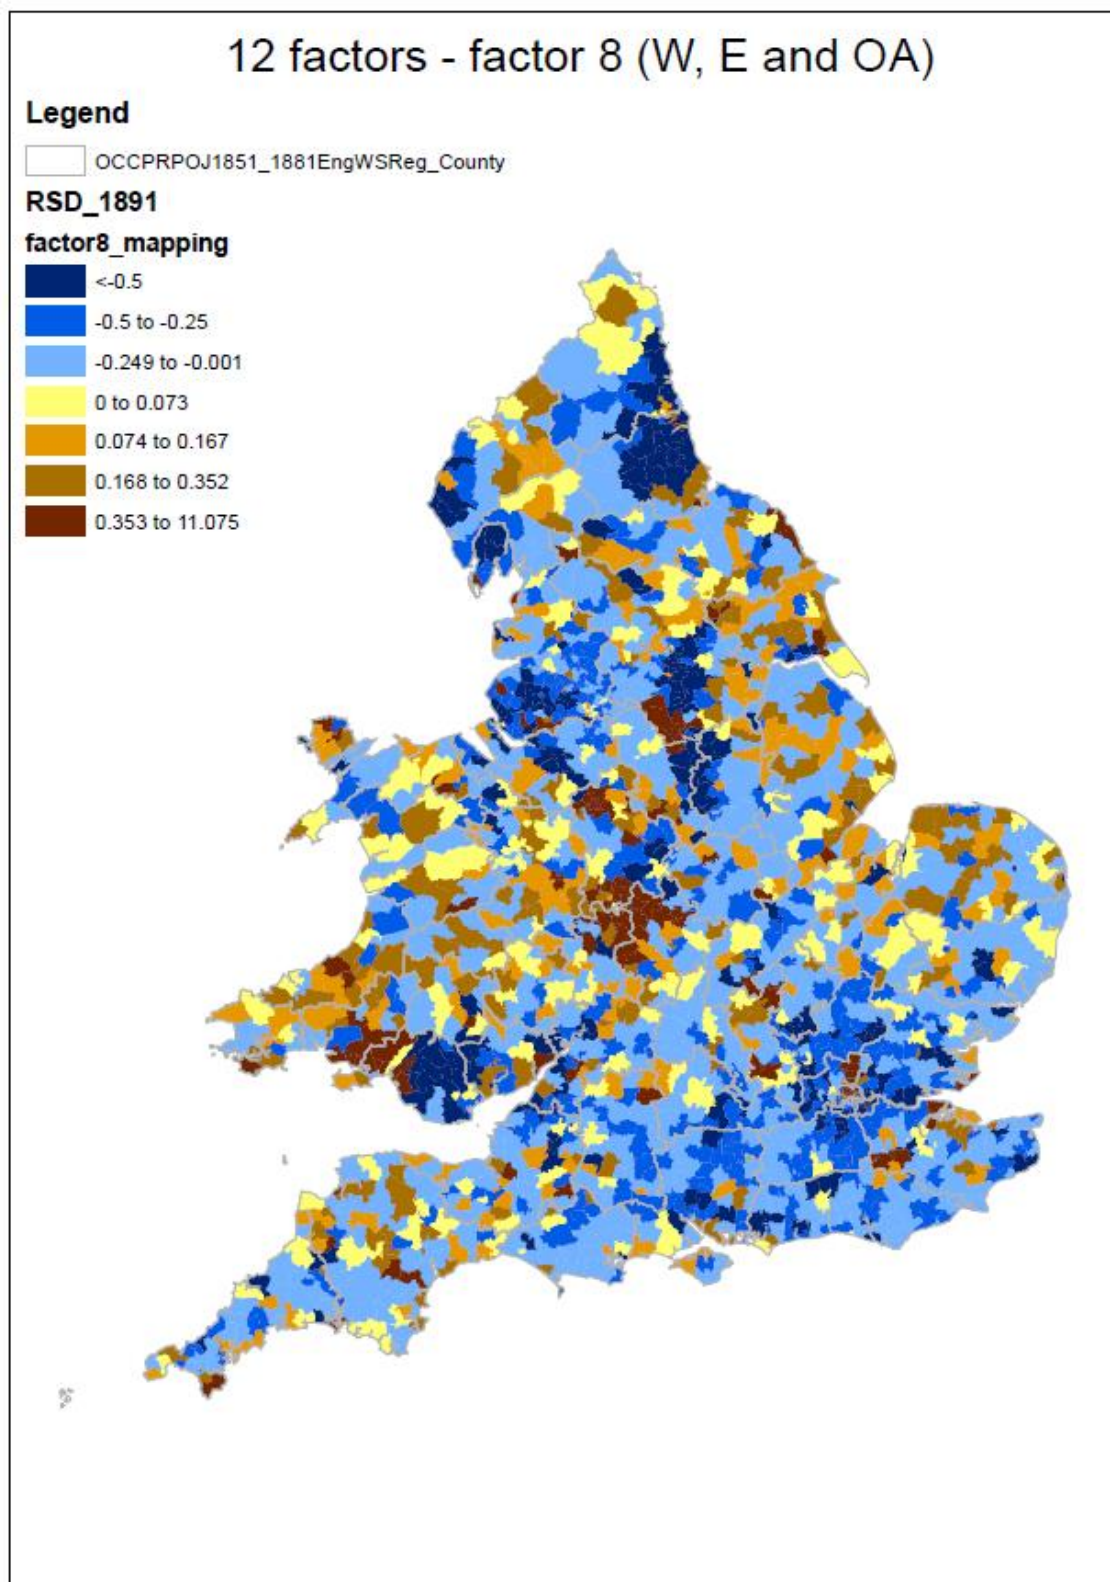 12 factors - factor 8 (W, E and OA)
Legend
OCCPRPOJ1851_1881EngWSReg_County
RSD_1891
factor8_mapping
<-0.5
-0.5 to -0.25
-0.249 to -0.001
0 to 0.073
0.074 to 0.167
0.168 to 0.352
0.353 to 11.075